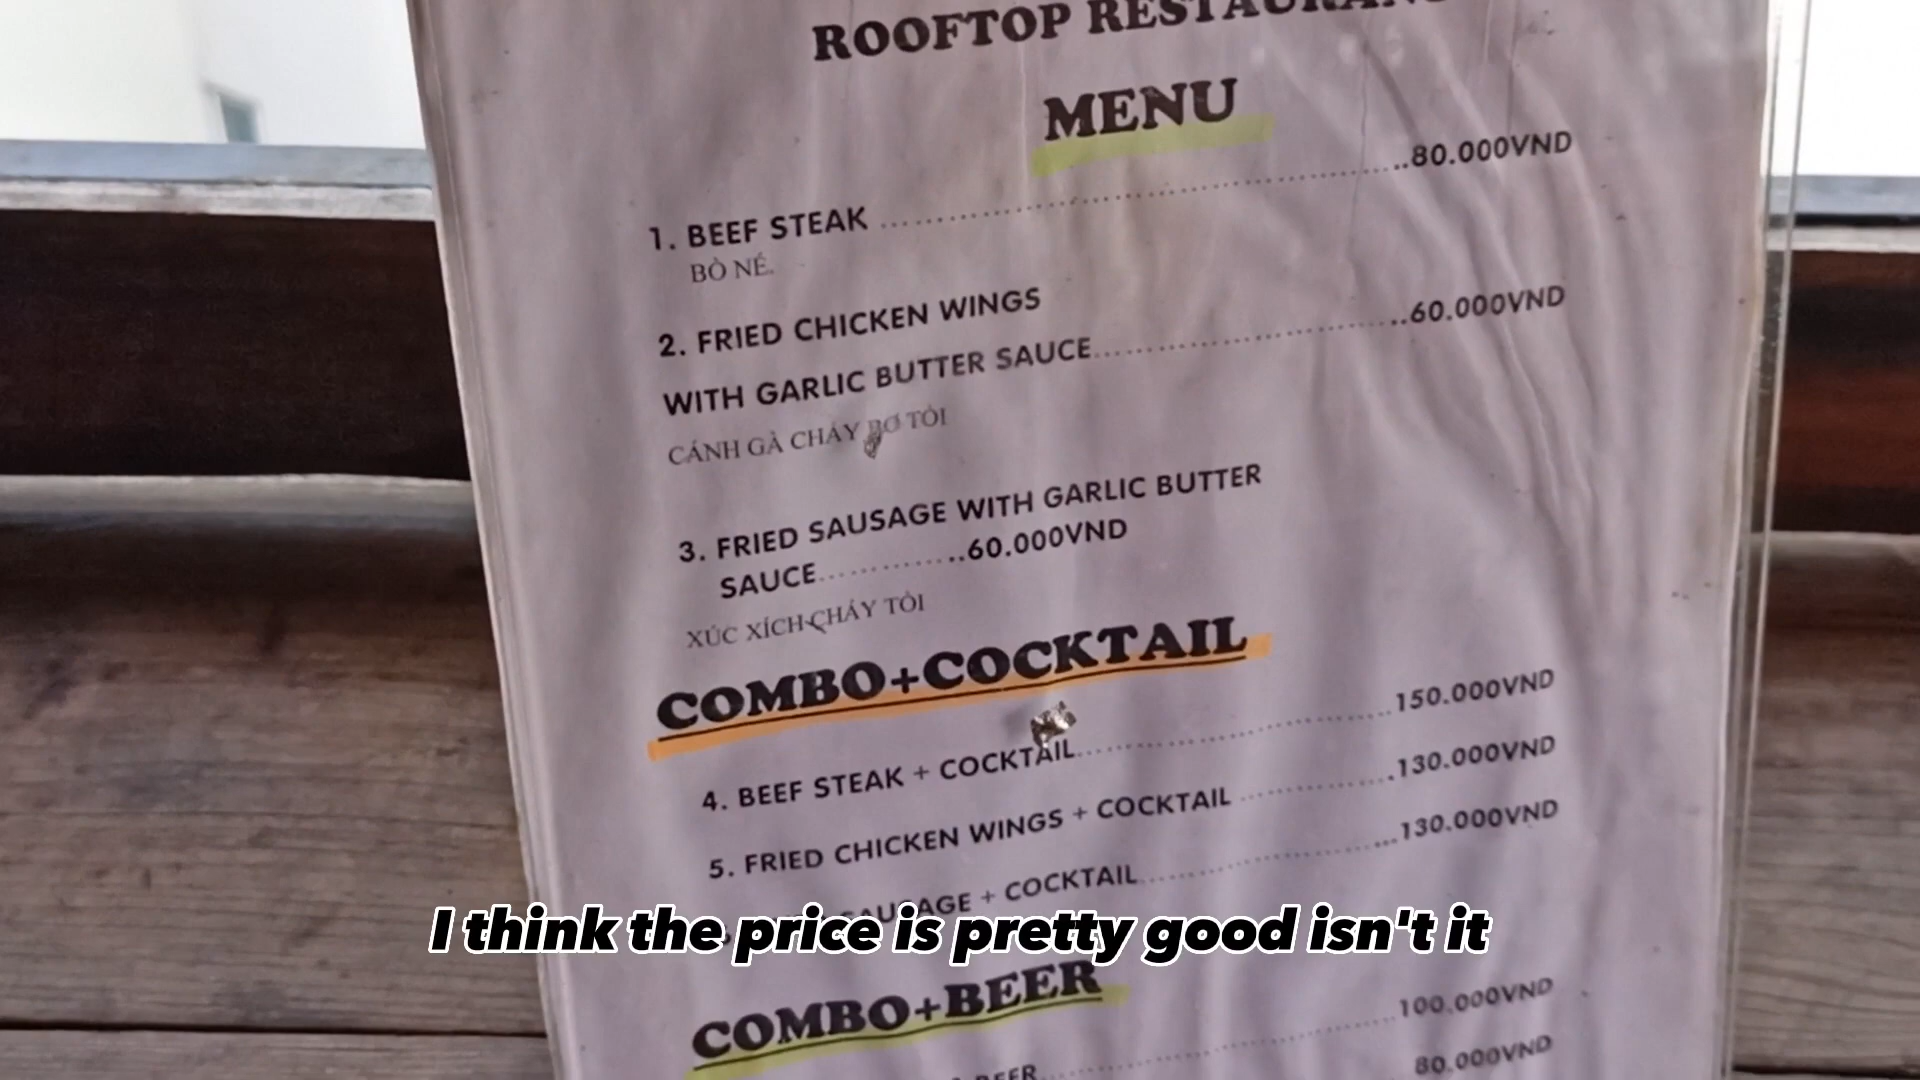 ROOFTOP RESTAURANT
MENU
1. BEEF STEAK ..........80.000VND
BÒ NÉ.
2. FRIED CHICKEN WINGS
WITH GARLIC BUTTER SAUCE..........60.000VND
CÁNH GÀ CHÁY BƠ TỎI
3. FRIED SAUSAGE WITH GARLIC BUTTER
SAUCE..........60.000VND
XÚC XÍCH CHÁY TỎI
COMBO+COCKTAIL
4. BEEF STEAK + COCKTAIL..........150.000VND
5. FRIED CHICKEN WINGS + COCKTAIL ..........130.000VND
SAUSAGE + COCKTAIL..........130.000VND
I think the price is pretty good isn't it
COMBO+BEER
100.000VND
BEER..........80.000VND